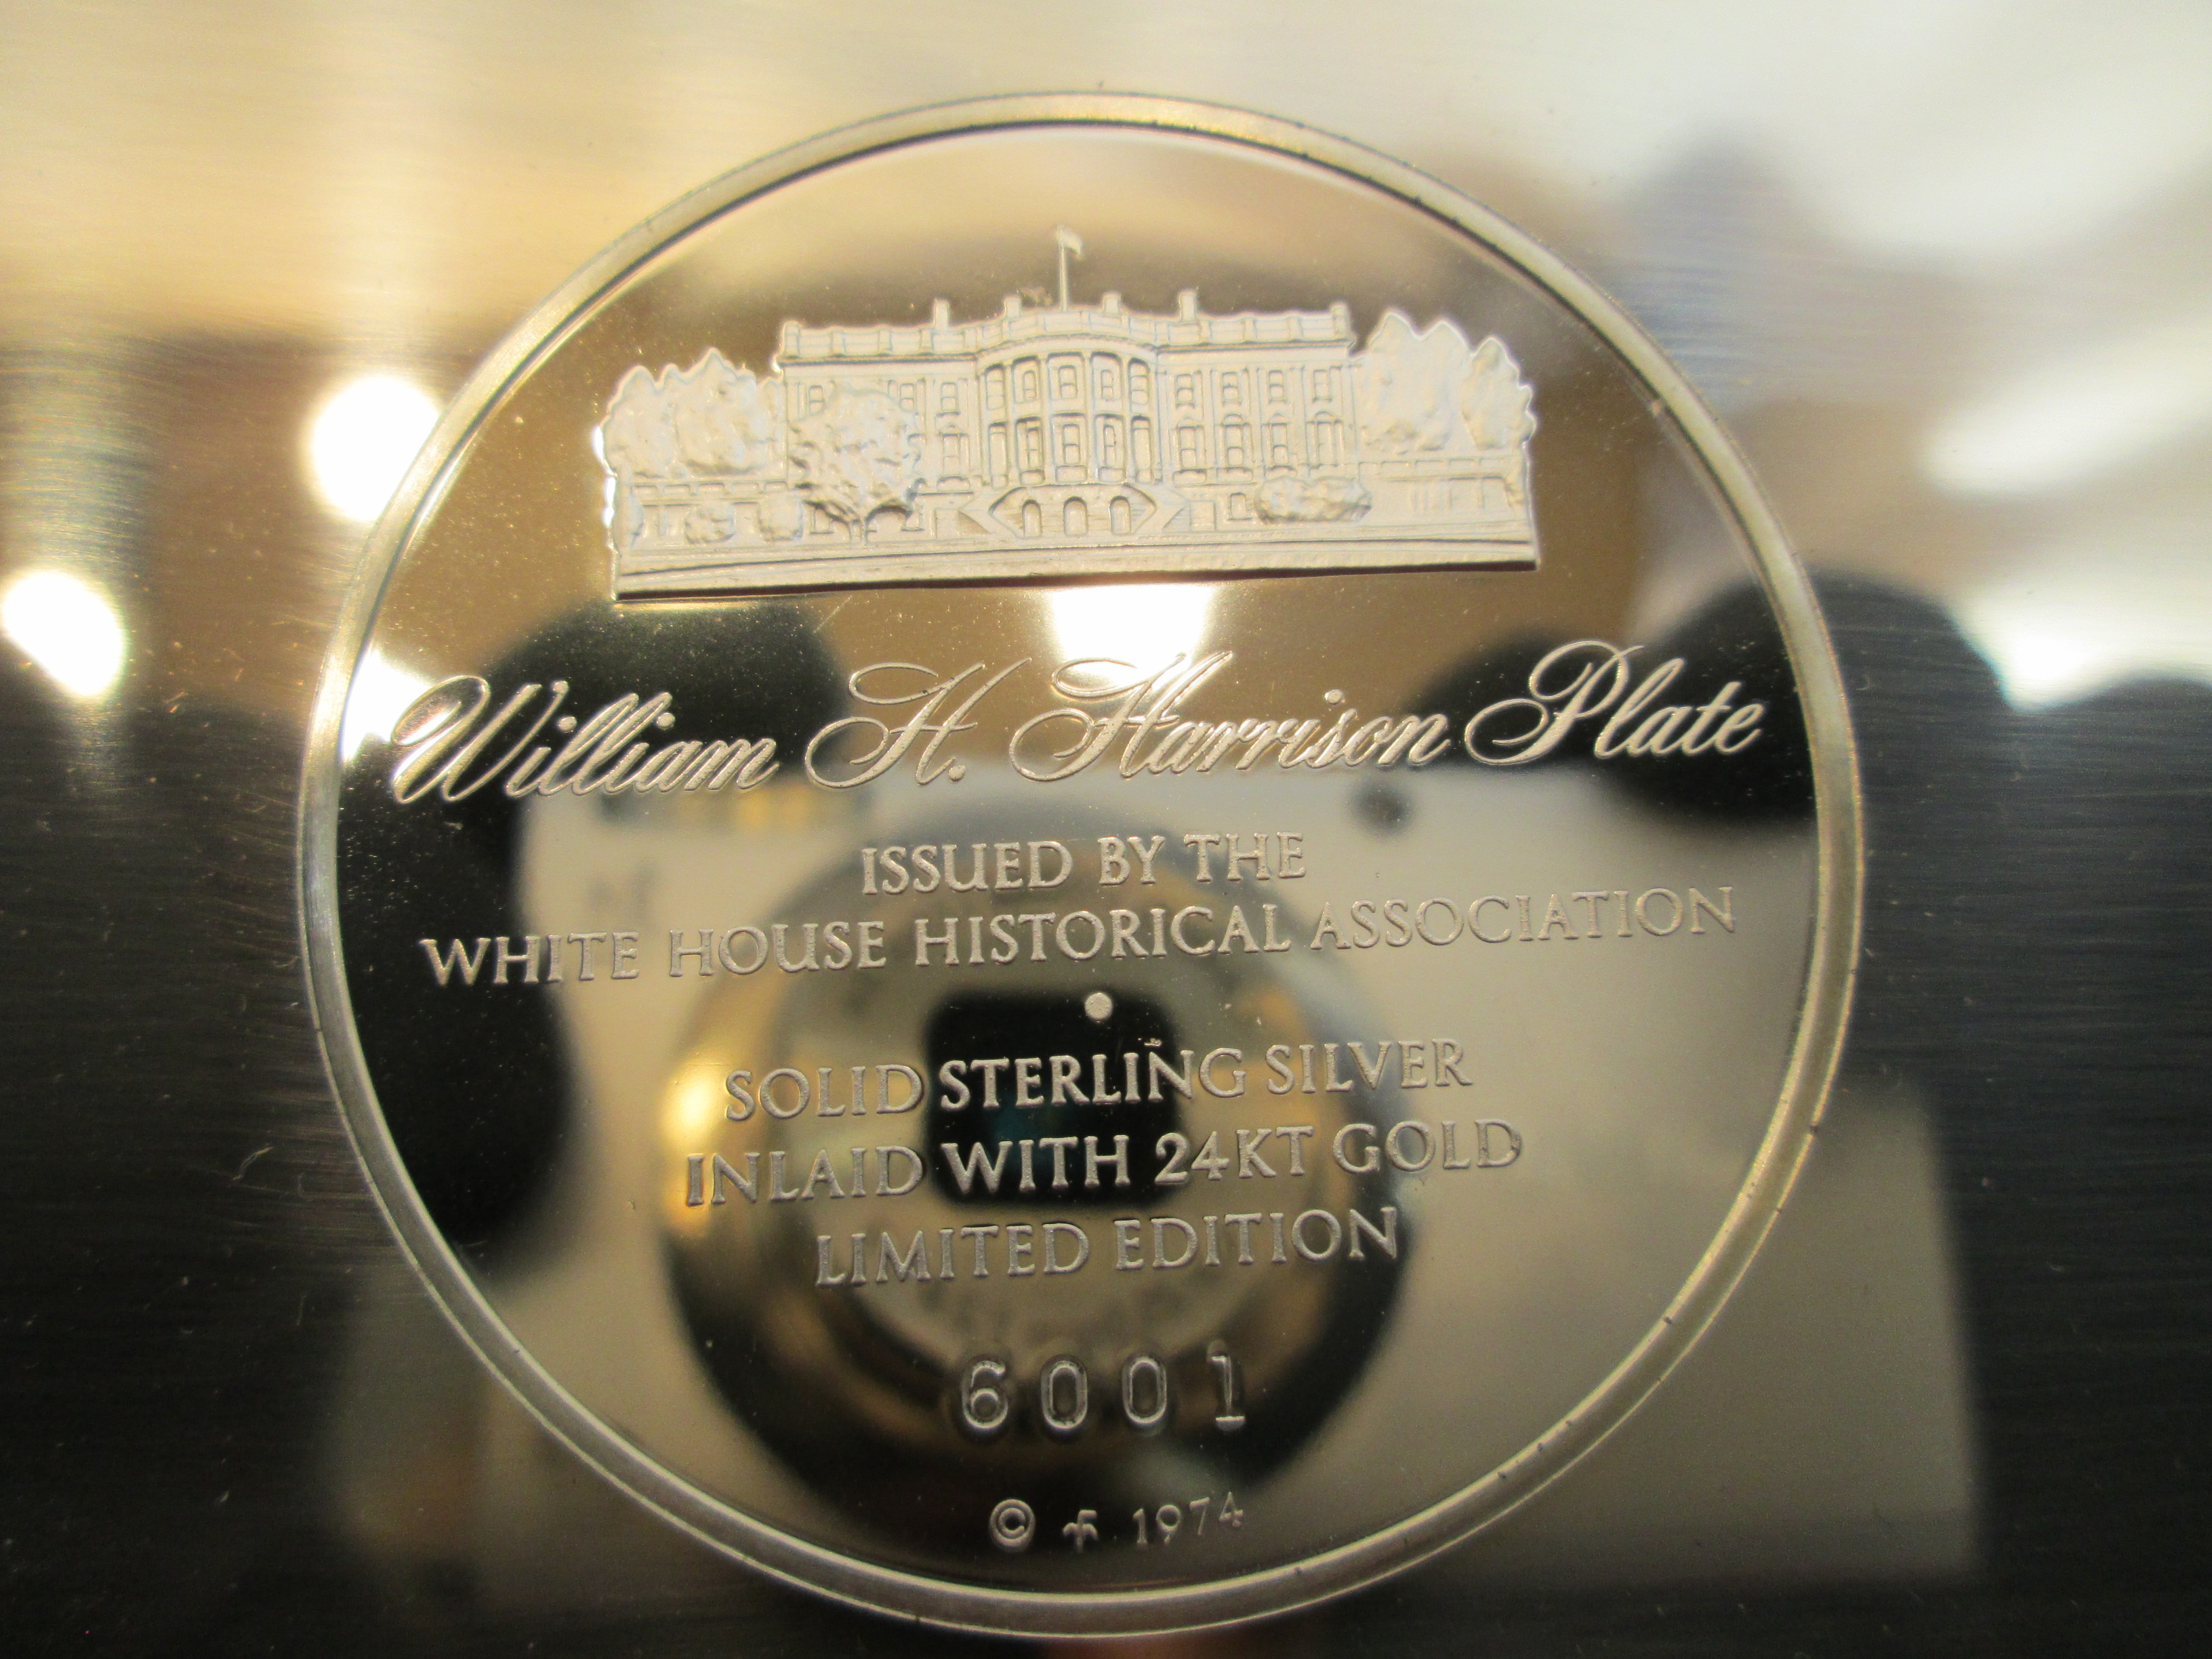 William H. Harrison Plate
ISSUED BY THE
WHITE HOUSE HISTORICAL ASSOCIATION
SOLID STERLING SILVER
INLAID WITH 24KT GOLD
LIMITED EDITION
6001
© 1974